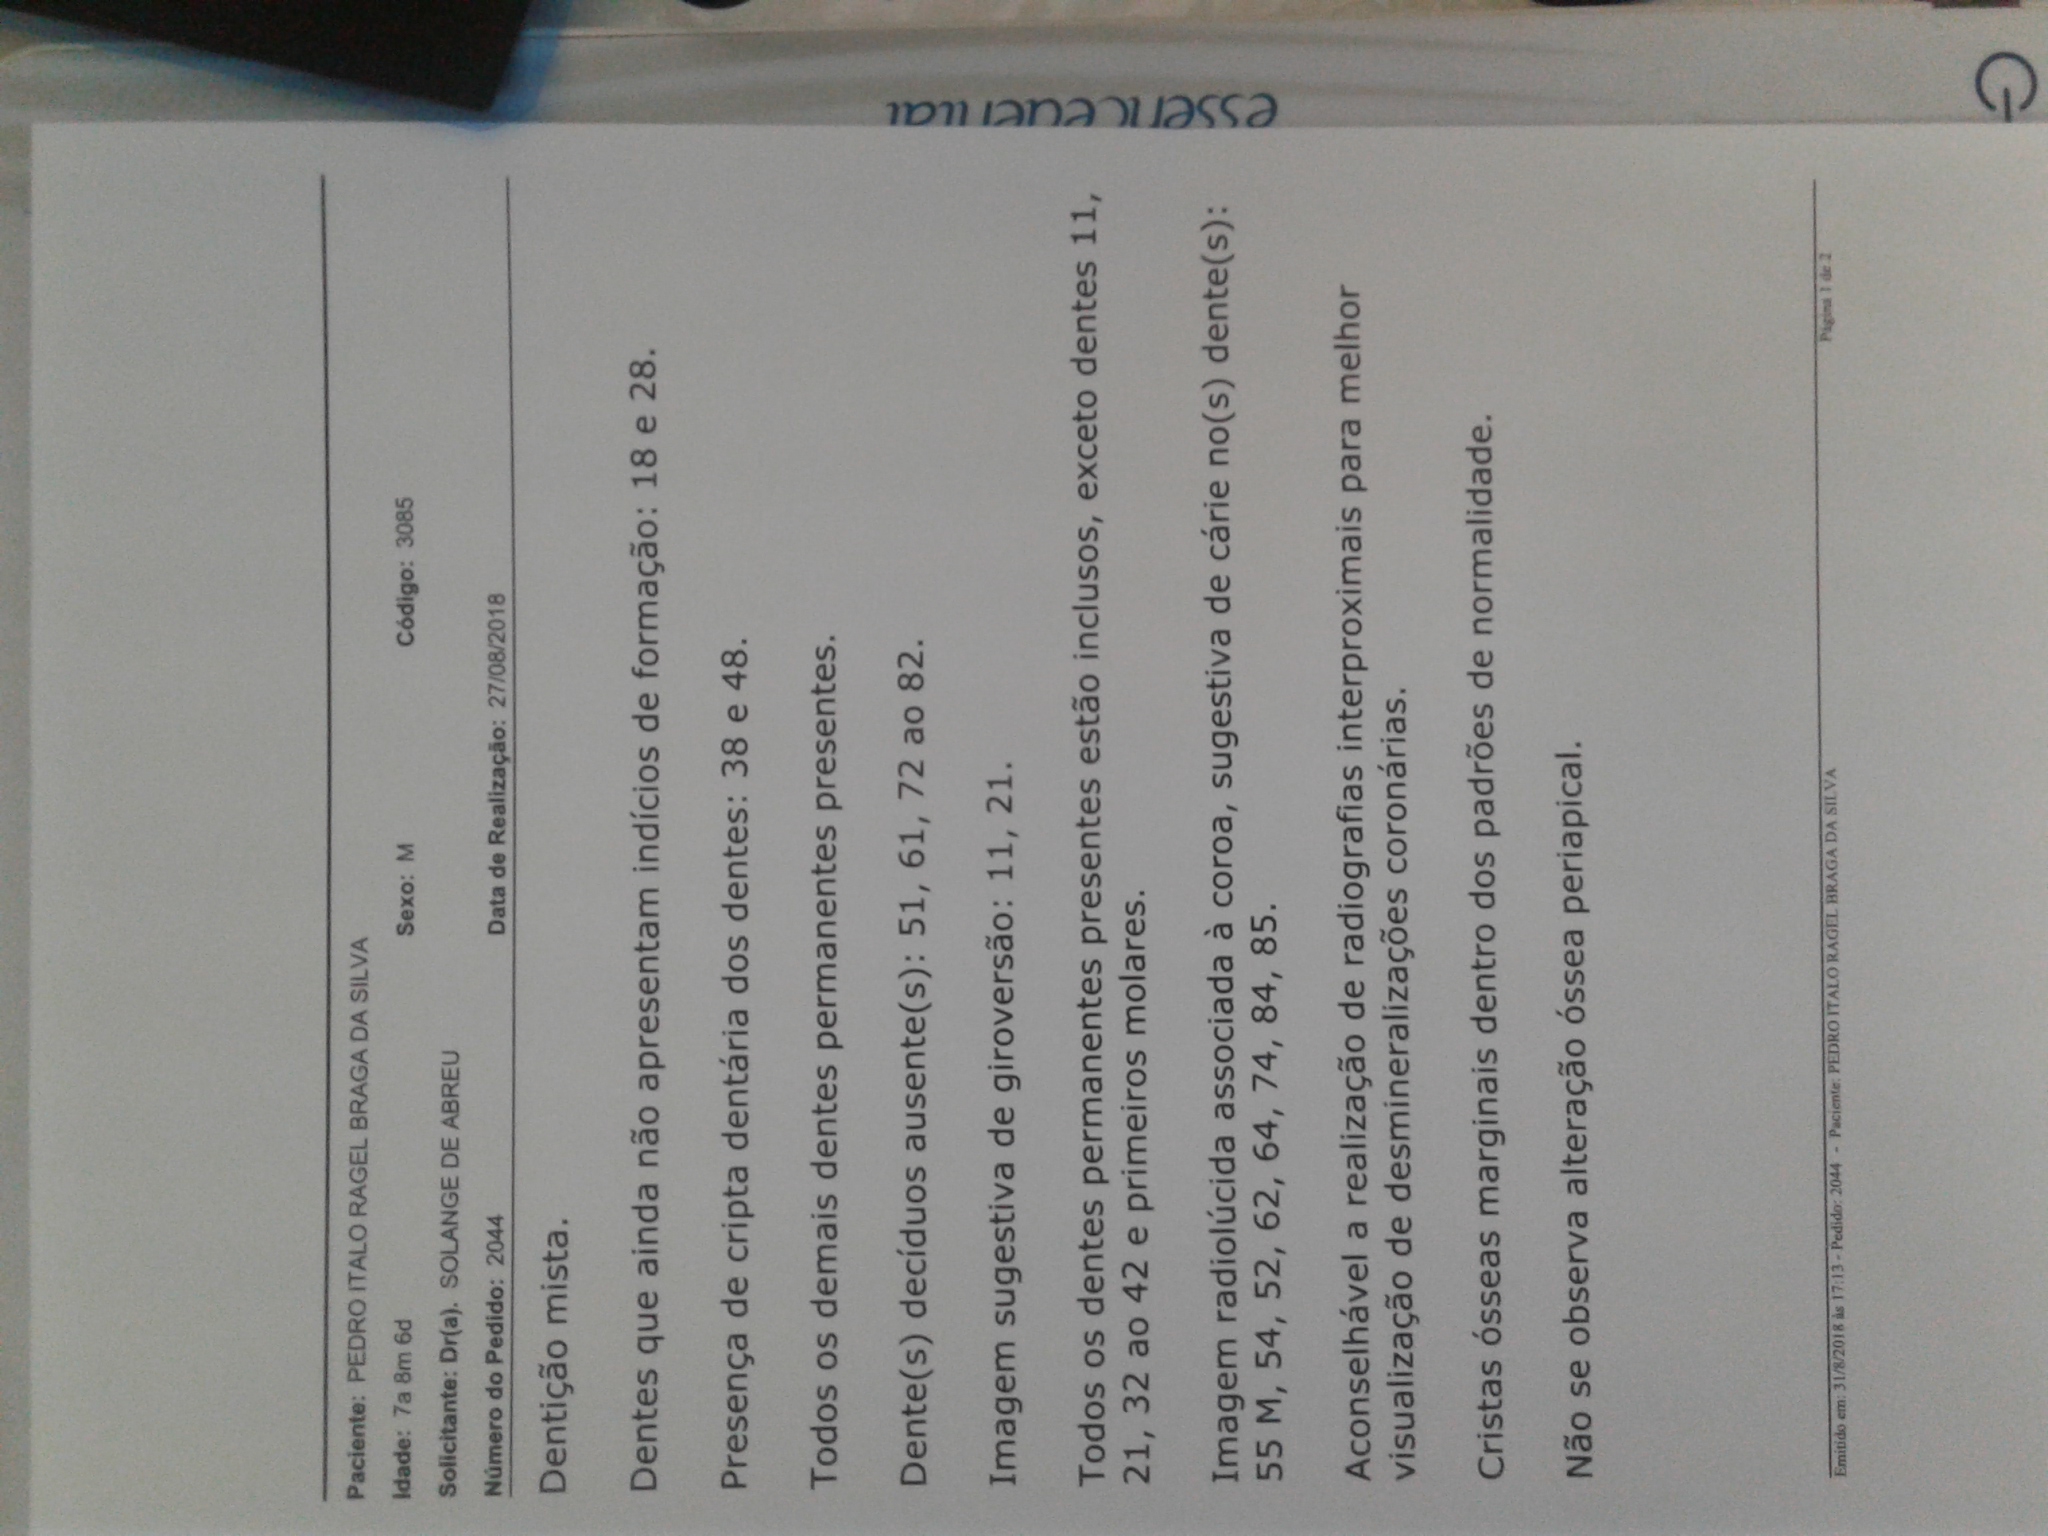 Paciente: PEDRO ITALO RAGEL BRAGA DA SILVA
Idade: 7a 8m 6d Sexo: M Código: 3085
Solicitante: Dr(a). SOLANGE DE ABREU
Número do Pedido: 2044 Data de Realização: 27/08/2018
Dentição mista.
Dentes que ainda não apresentam indícios de formação: 18 e 28.
Presença de cripta dentária dos dentes: 38 e 48.
Todos os demais dentes permanentes presentes.
Dente(s) decíduos ausente(s): 51, 61, 72 ao 82.
Imagem sugestiva de giroversão: 11, 21.
Todos os dentes permanentes presentes estão inclusos, exceto dentes 11,
21, 32 ao 42 e primeiros molares.
Imagem radiolúcida associada à coroa, sugestiva de cárie no(s) dente(s):
55 M, 54, 52, 62, 64, 74, 84, 85.
Aconselhável a realização de radiografias interproximais para melhor
visualização de desmineralizações coronárias.
Cristas ósseas marginais dentro dos padrões de normalidade.
Não se observa alteração óssea periapical.
Emitido em: 31/8/2018 às 17:13 - Pedido: 2044 - Paciente: PEDRO ITALO RAGEL BRAGA DA SILVA Página 1 de 2
essencedental